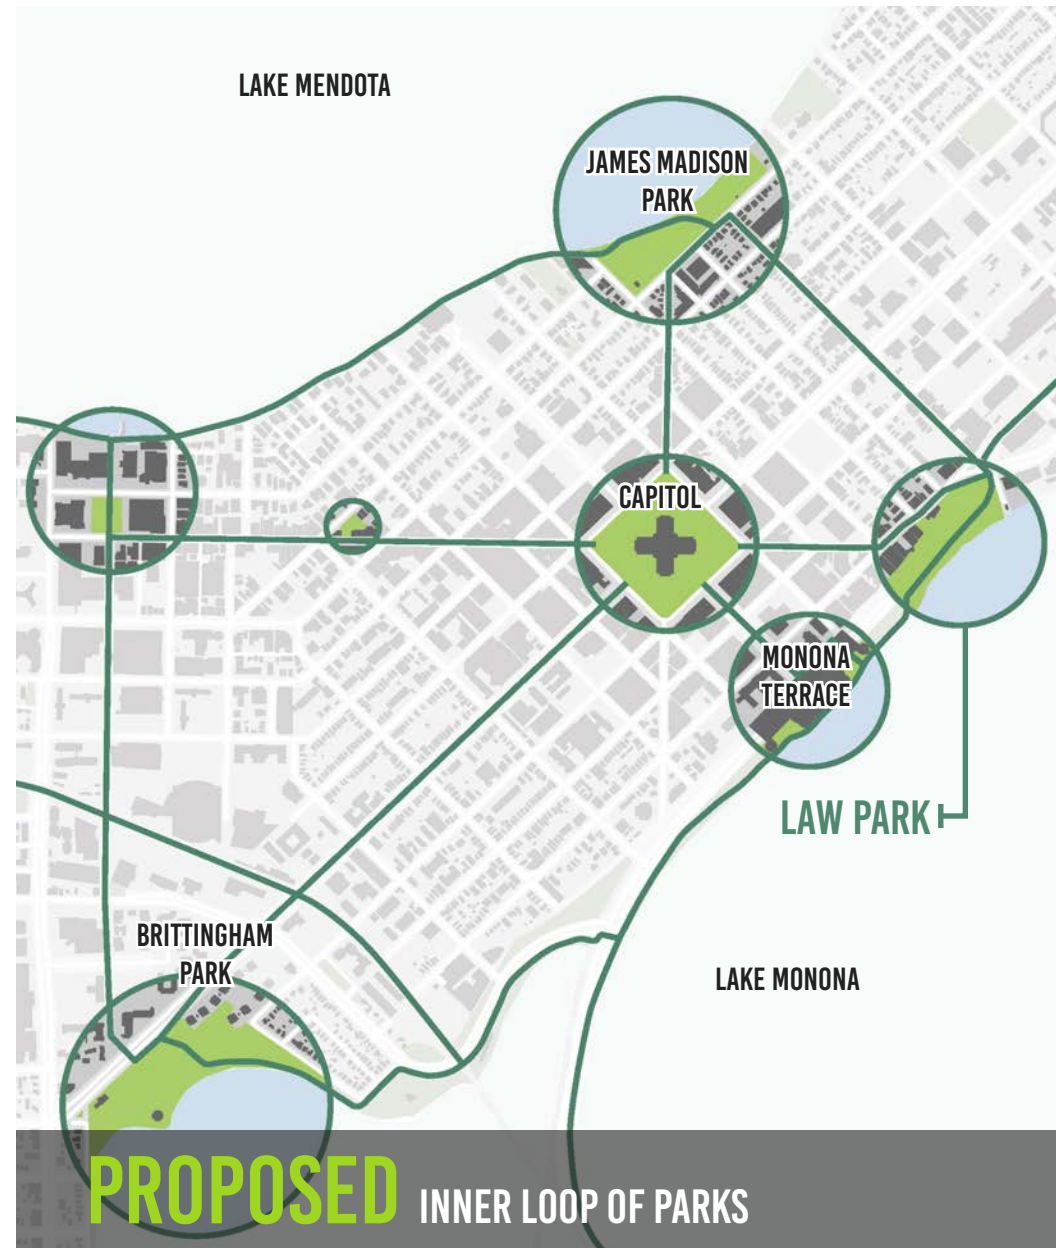 LAKE MENDOTA
JAMES MADISON
PARK
CAPITOL
MONONA
TERRACE
LAW PARK
BRITTINGHAM
PARK
LAKE MONONA
PROPOSED INNER LOOP OF PARKS